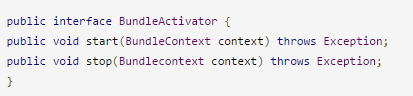 public interface BundleActivator {
public void start(BundleContext context) throws Exception;
public void stop(Bundlecontext context) throws Exception;
}